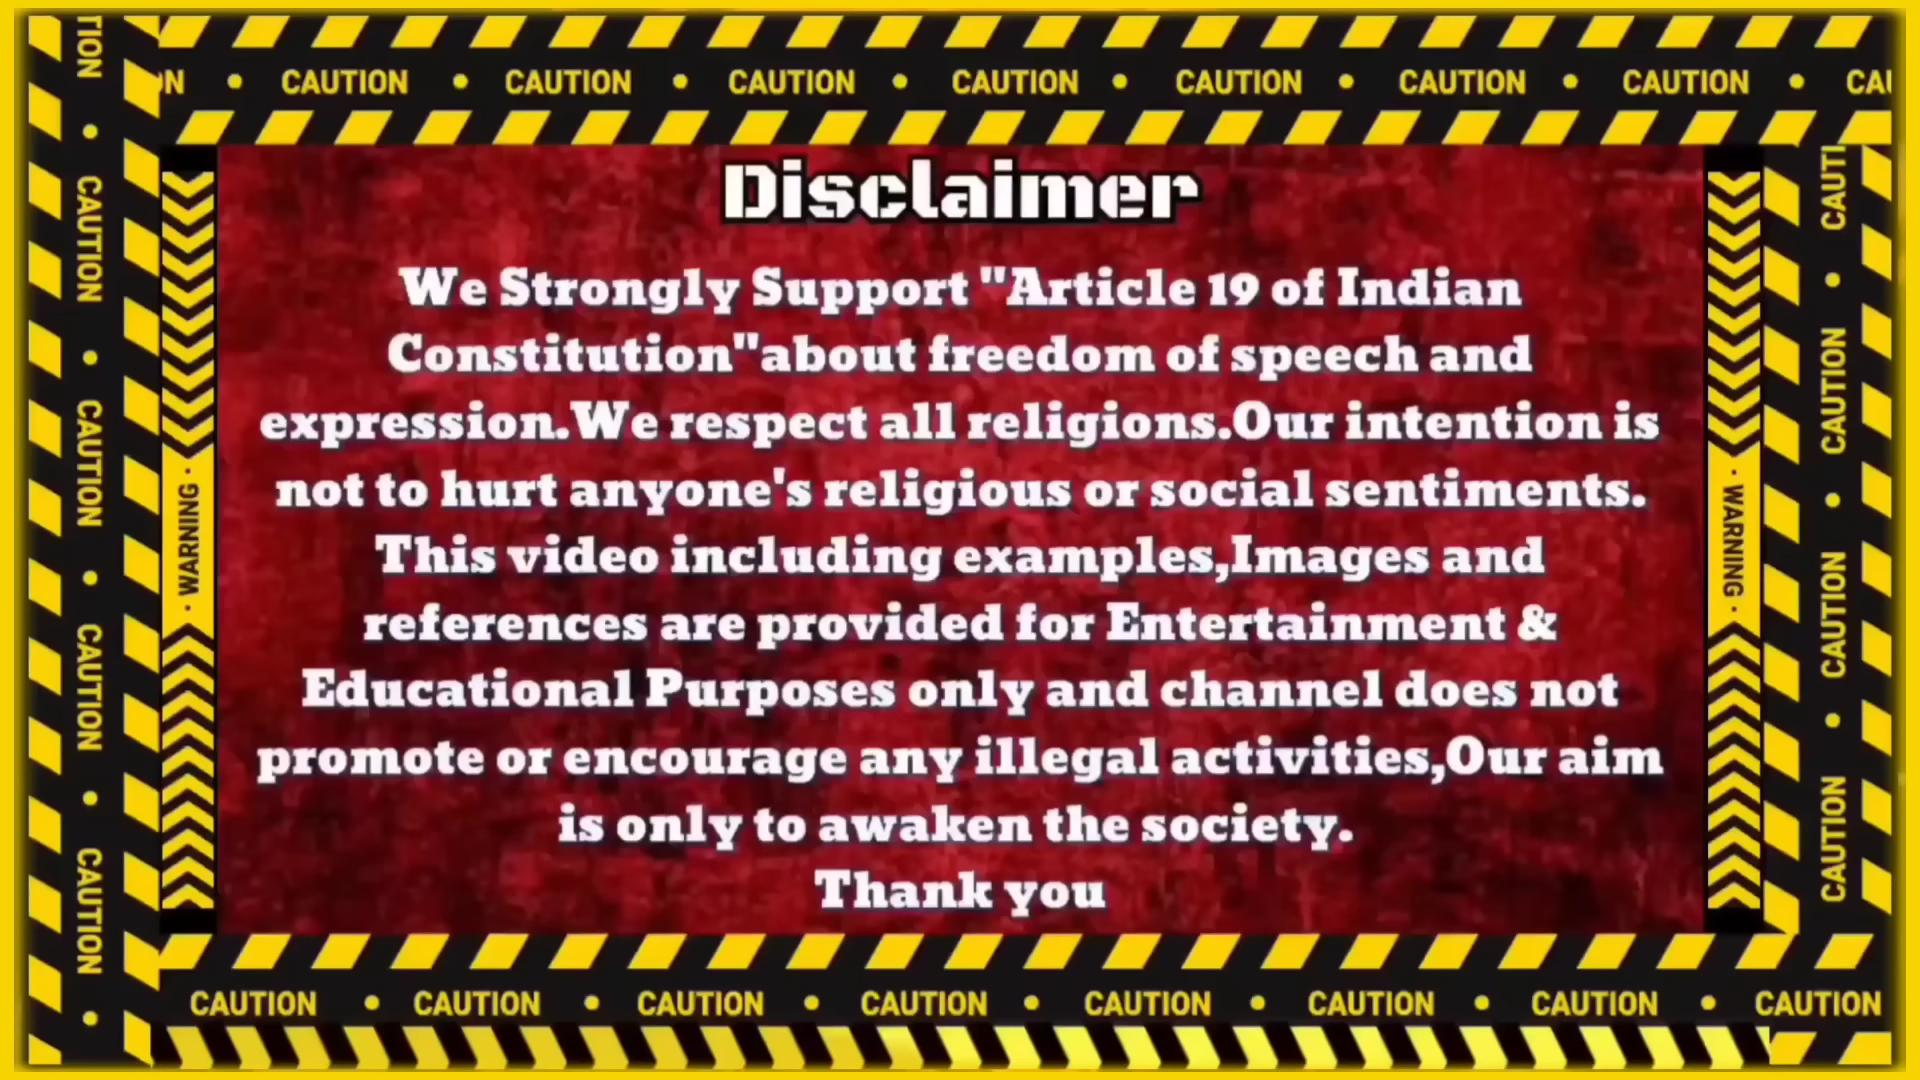 ON • CAUTION • CAUTION • CAUTION • CAUTION • CAUTION • CAUTION • CAUTION • CAU
TION • CAUTION • CAUTION • CAUTION • CAUTION •
· WARNING ·
Disclaimer
We Strongly Support "Article 19 of Indian
Constitution"about freedom of speech and
expression.We respect all religions.Our intention is
not to hurt anyone's religious or social sentiments.
This video including examples,Images and
references are provided for Entertainment &
Educational Purposes only and channel does not
promote or encourage any illegal activities,Our aim
is only to awaken the society.
Thank you
· WARNING ·
CAUTI • CAUTION • CAUTION • CAUTION
CAUTION • CAUTION • CAUTION • CAUTION • CAUTION • CAUTION • CAUTION • CAUTION